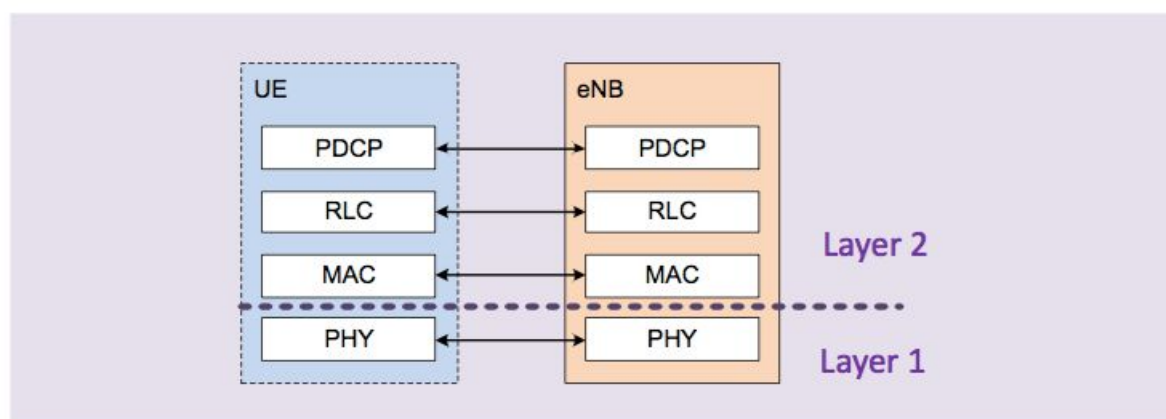 UE
eNB
PDCP
PDCP
RLC
RLC
Layer 2
MAC
MAC
PHY
PHY
Layer 1